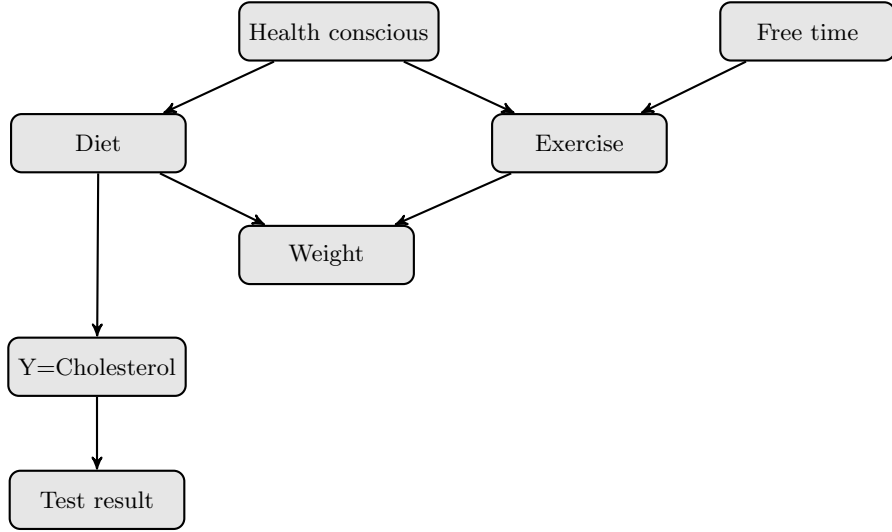 Health conscious
Free time
Diet
Exercise
Weight
Y=Cholesterol
Test result